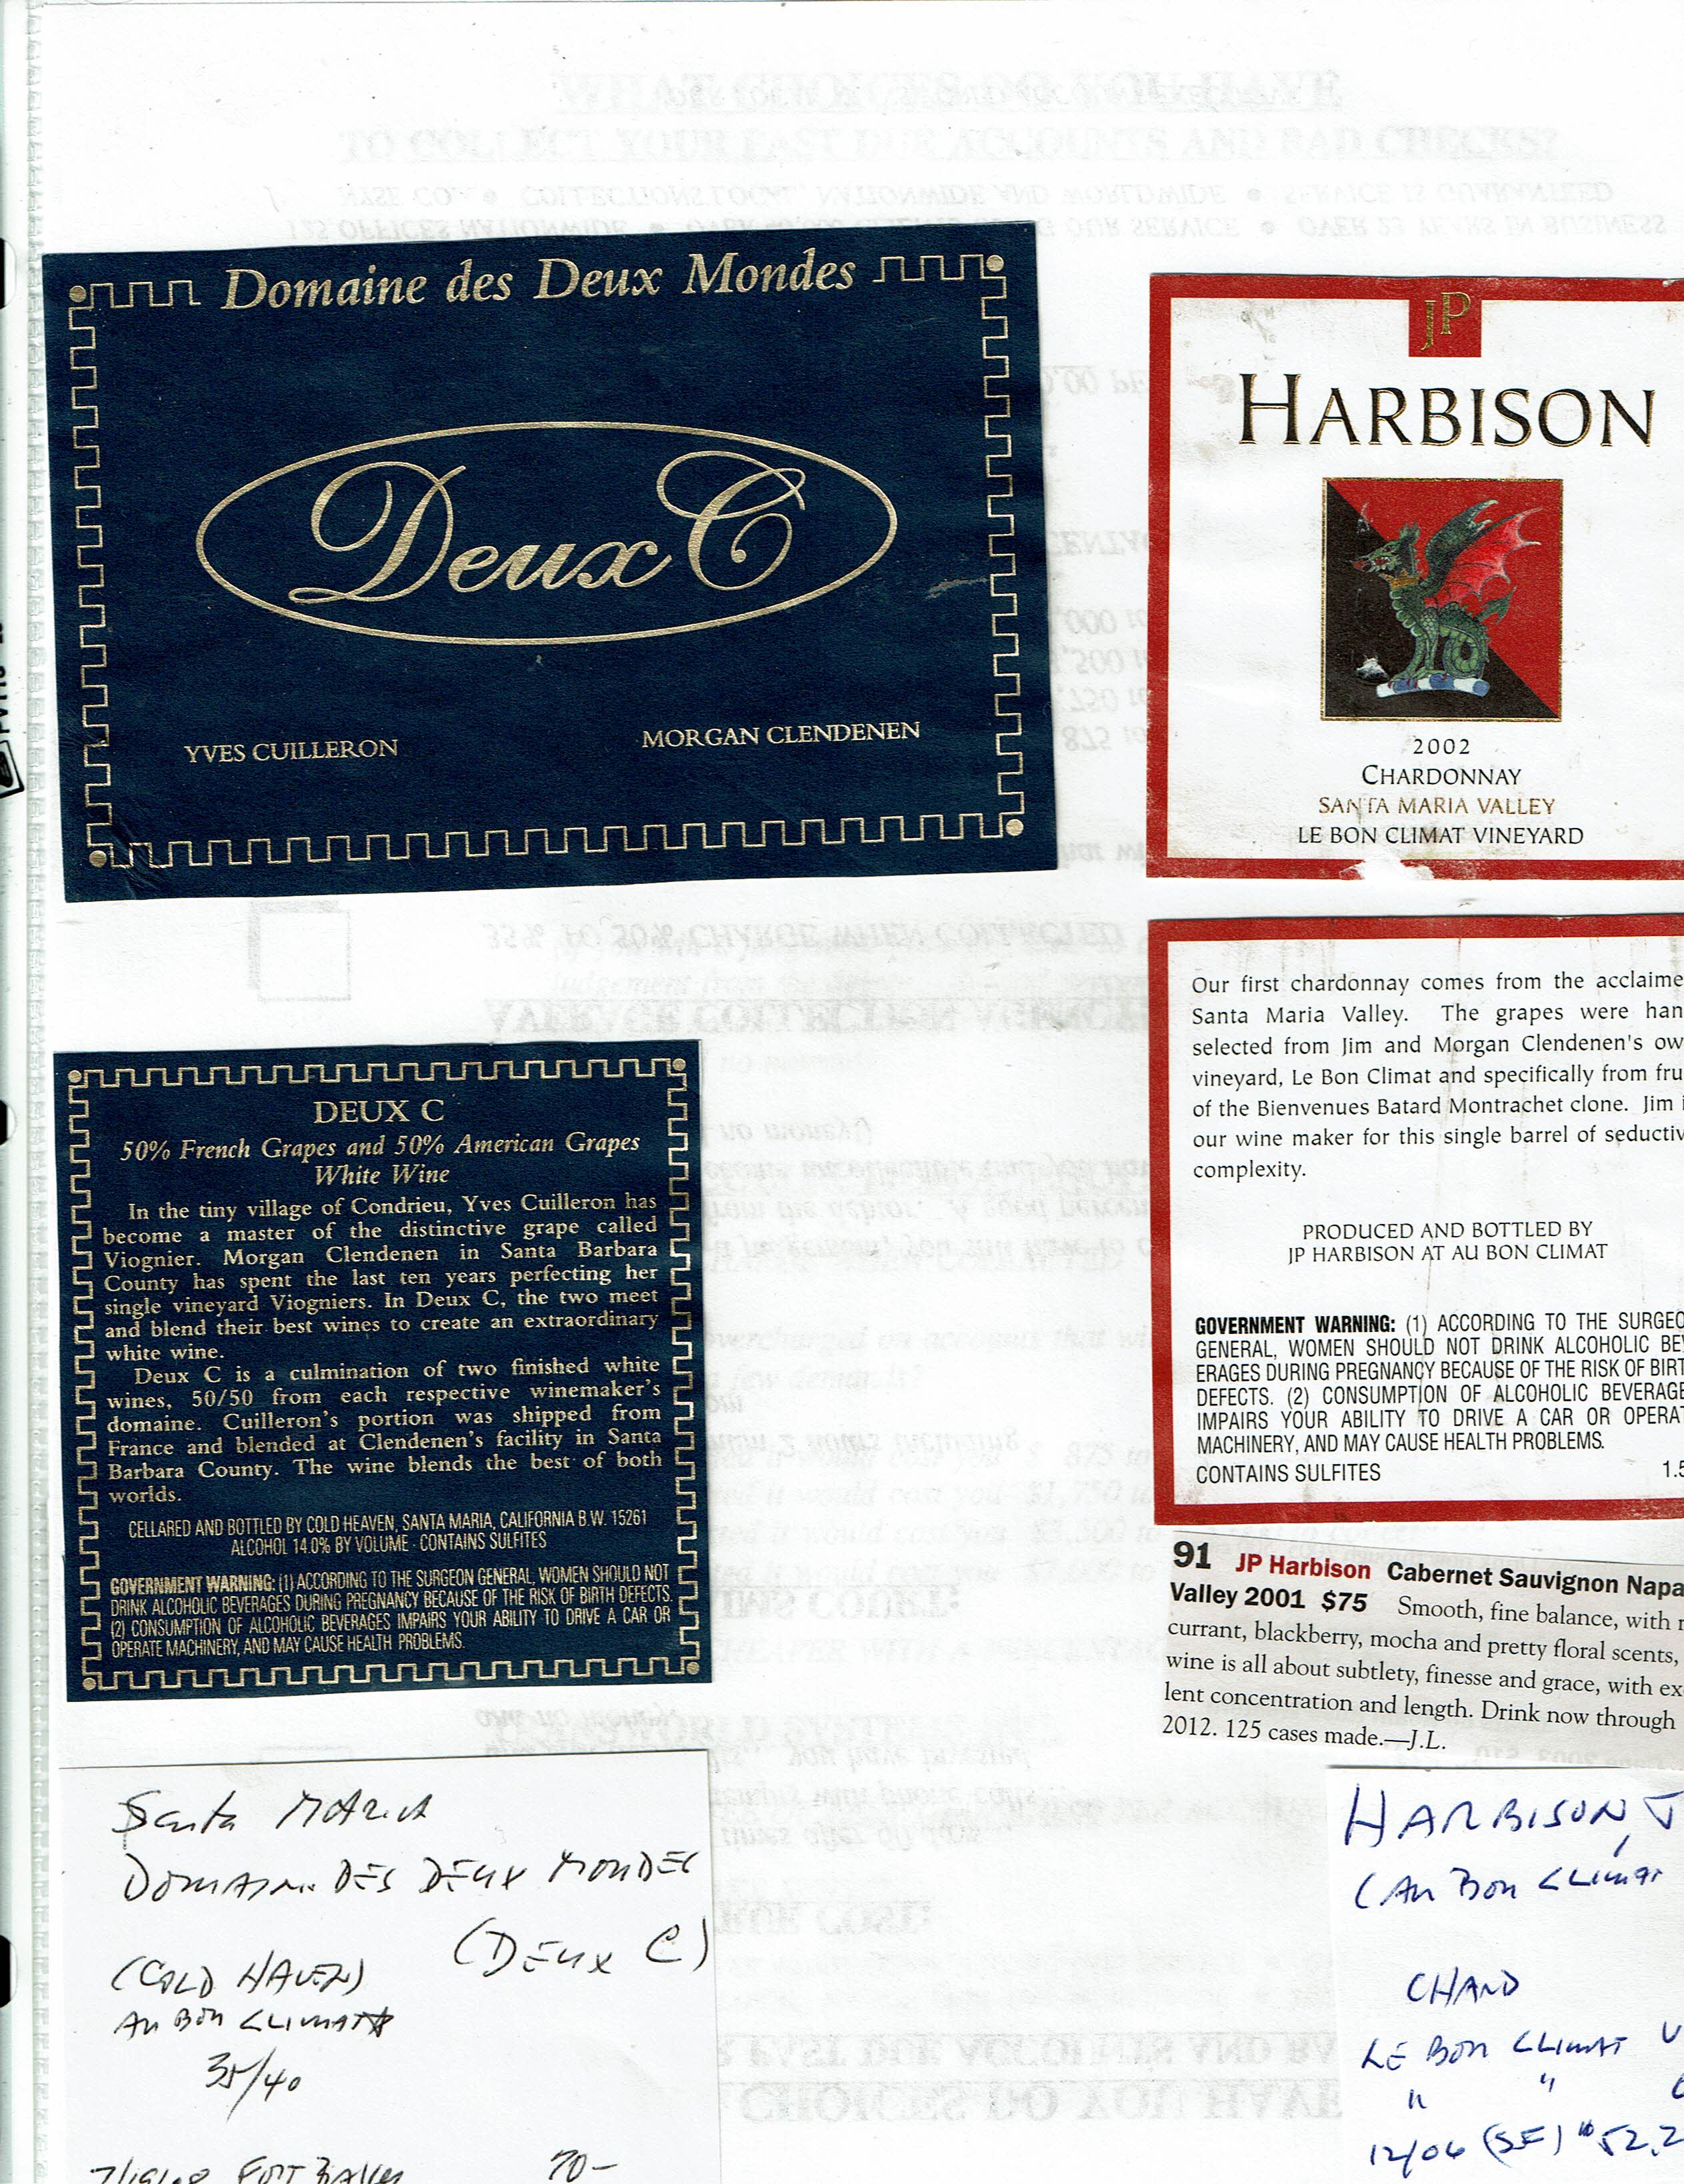 Domaine des Deux Mondes
Deux C
YVES CUILLERON
MORGAN CLENDENEN
DEUX C
50% French Grapes and 50% American Grapes
White Wine
In the tiny village of Condrieu, Yves Cuilleron has
become a master of the distinctive grape called
Viognier. Morgan Clendenen in Santa Barbara
County has spent the last ten years perfecting her
single vineyard Viogniers. In Deux C, the two meet
and blend their best wines to create an extraordinary
white wine.
Deux C is a culmination of two finished white
wines, 50/50 from each respective winemaker's
domaine. Cuilleron's portion was shipped from
France and blended at Clendenen's facility in Santa
Barbara County. The wine blends the best of both
worlds.
CELLARED AND BOTTLED BY COLD HEAVEN, SANTA MARIA, CALIFORNIA B.W. 15261
ALCOHOL 14.0% BY VOLUME · CONTAINS SULFITES
GOVERNMENT WARNING: (1) ACCORDING TO THE SURGEON GENERAL, WOMEN SHOULD NOT
DRINK ALCOHOLIC BEVERAGES DURING PREGNANCY BECAUSE OF THE RISK OF BIRTH DEFECTS.
(2) CONSUMPTION OF ALCOHOLIC BEVERAGES IMPAIRS YOUR ABILITY TO DRIVE A CAR OR
OPERATE MACHINERY, AND MAY CAUSE HEALTH PROBLEMS.
Santa MARIA
DOMAIN. DES DEUX MONDES
(DEUX C)
(COLD HAVEN)
AU BON CLIMAT
35/40
70-
JP
HARBISON
2002
CHARDONNAY
SANTA MARIA VALLEY
LE BON CLIMAT VINEYARD
Our first chardonnay comes from the acclaime
Santa Maria Valley. The grapes were han
selected from Jim and Morgan Clendenen's ow
vineyard, Le Bon Climat and specifically from fru
of the Bienvenues Batard Montrachet clone. Jim i
our wine maker for this single barrel of seductiv
complexity.
PRODUCED AND BOTTLED BY
JP HARBISON AT AU BON CLIMAT
GOVERNMENT WARNING: (1) ACCORDING TO THE SURGEO
GENERAL, WOMEN SHOULD NOT DRINK ALCOHOLIC BEV
ERAGES DURING PREGNANCY BECAUSE OF THE RISK OF BIRT
DEFECTS. (2) CONSUMPTION OF ALCOHOLIC BEVERAGE
IMPAIRS YOUR ABILITY TO DRIVE A CAR OR OPERAT
MACHINERY, AND MAY CAUSE HEALTH PROBLEMS.
CONTAINS SULFITES 1.5
91 JP Harbison Cabernet Sauvignon Napa
Valley 2001 $75 Smooth, fine balance, with r
currant, blackberry, mocha and pretty floral scents,
wine is all about subtlety, finesse and grace, with ex
lent concentration and length. Drink now through
2012. 125 cases made.—J.L.
HARBISON, J
(AU BON CLIMAT
CHARD
LE BON CLIMAT V
" "
12/06 (SF) 52.2